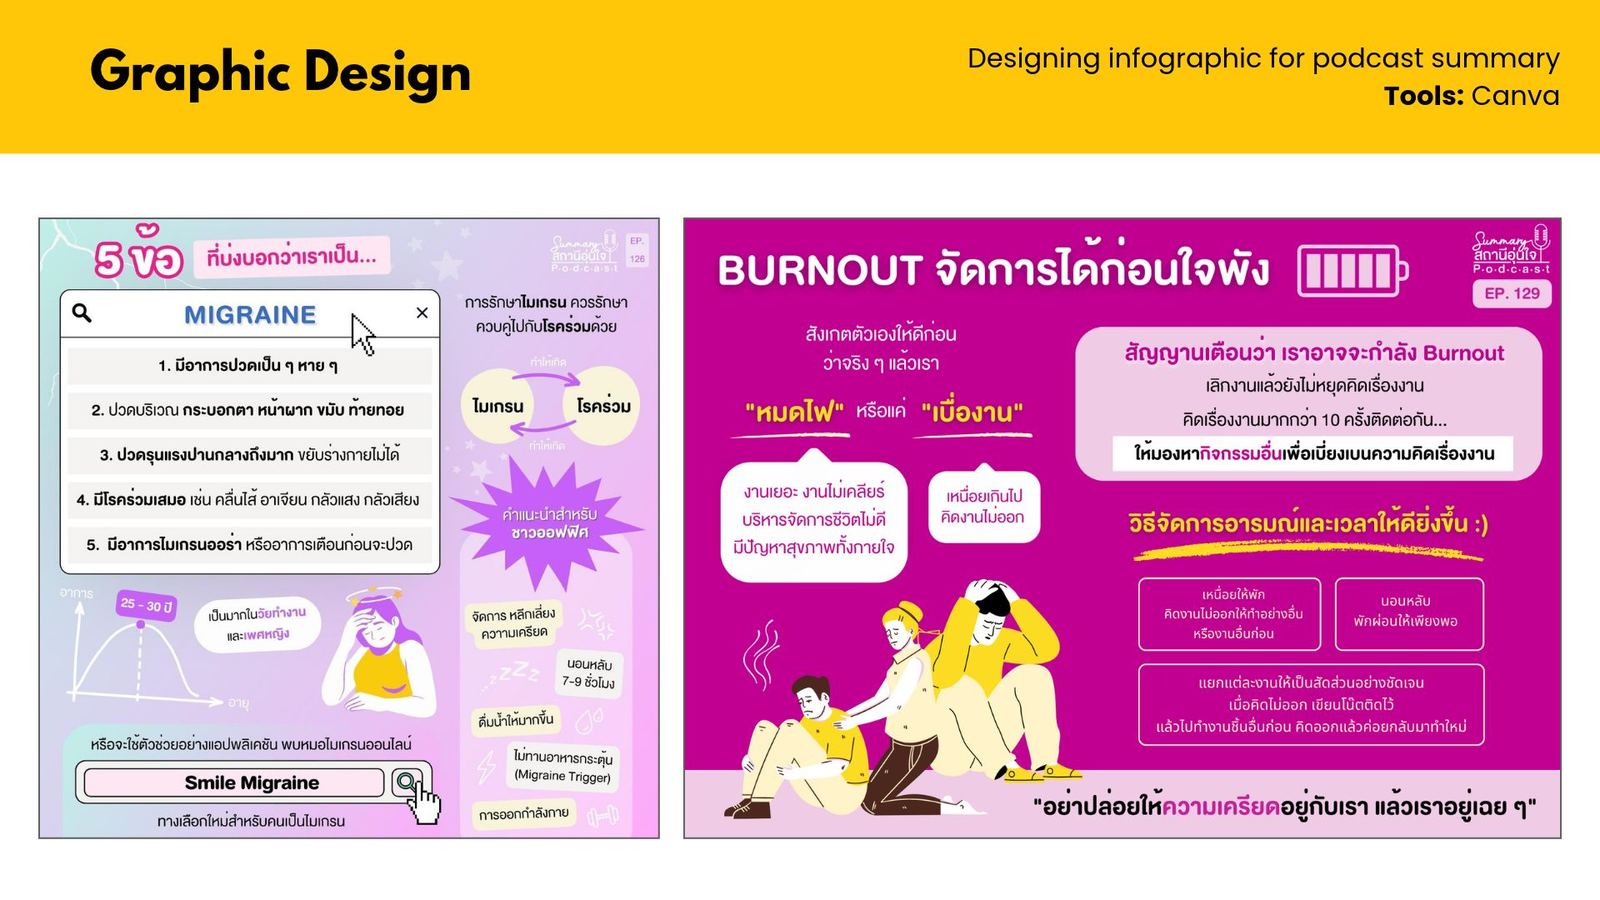 Graphic Design
Designing infographic for podcast summary
Tools: Canva
5 ข้อ
ที่บ่งบอกว่าเราเป็น...
Summary
สถานีอุ่นใจ
P•o•d•c•a•s•t
EP.
126
MIGRAINE
1. มีอาการปวดเป็น ๆ หาย ๆ
2. ปวดบริเวณ กระบอกตา หน้าผาก ขมับ ท้ายทอย
3. ปวดรุนแรงปานกลางถึงมาก ขยับร่างกายไม่ได้
4. มีโรคร่วมเสมอ เช่น คลื่นไส้ อาเจียน กลัวแสง กลัวเสียง
5. มีอาการไมเกรนออร่า หรืออาการเตือนก่อนจะปวด
การรักษาไมเกรน ควรรักษา
ควบคู่ไปกับโรคร่วมด้วย
ทำให้เกิด
ไมเกรน
โรคร่วม
ทำให้เกิด
คำแนะนำสำหรับ
ชาวออฟฟิศ
อาการ
25 - 30 ปี
อายุ
เป็นมากในวัยทำงาน
และเพศหญิง
จัดการ หลีกเลี่ยง
ความเครียด
zZZZ
นอนหลับ
7-9 ชั่วโมง
ดื่มน้ำให้มากขึ้น
ไม่ทานอาหารกระตุ้น
(Migraine Trigger)
การออกกำลังกาย
หรือจะใช้ตัวช่วยอย่างแอปพลิเคชัน พบหมอไมเกรนออนไลน์
Smile Migraine
ทางเลือกใหม่สำหรับคนเป็นไมเกรน
BURNOUT จัดการได้ก่อนใจพัง
Summary
สถานีอุ่นใจ
P•o•d•c•a•s•t
EP. 129
สังเกตตัวเองให้ดีก่อน
ว่าจริง ๆ แล้วเรา
"หมดไฟ" หรือแค่ "เบื่องาน"
งานเยอะ งานไม่เคลียร์
บริหารจัดการชีวิตไม่ดี
มีปัญหาสุขภาพทั้งกายใจ
เหนื่อยเกินไป
คิดงานไม่ออก
สัญญานเตือนว่า เราอาจจะกำลัง Burnout
เลิกงานแล้วยังไม่หยุดคิดเรื่องงาน
คิดเรื่องงานมากกว่า 10 ครั้งติดต่อกัน...
ให้มองหากิจกรรมอื่นเพื่อเบี่ยงเบนความคิดเรื่องงาน
วิธีจัดการอารมณ์และเวลาให้ดียิ่งขึ้น :)
เหนื่อยให้พัก
คิดงานไม่ออกให้ทำอย่างอื่น
หรืองานอื่นก่อน
นอนหลับ
พักผ่อนให้เพียงพอ
แยกแต่ละงานให้เป็นสัดส่วนอย่างชัดเจน
เมื่อคิดไม่ออก เขียนโน๊ตติดไว้
แล้วไปทำงานชิ้นอื่นก่อน คิดออกแล้วค่อยกลับมาทำใหม่
"อย่าปล่อยให้ความเครียดอยู่กับเรา แล้วเราอยู่เฉย ๆ"